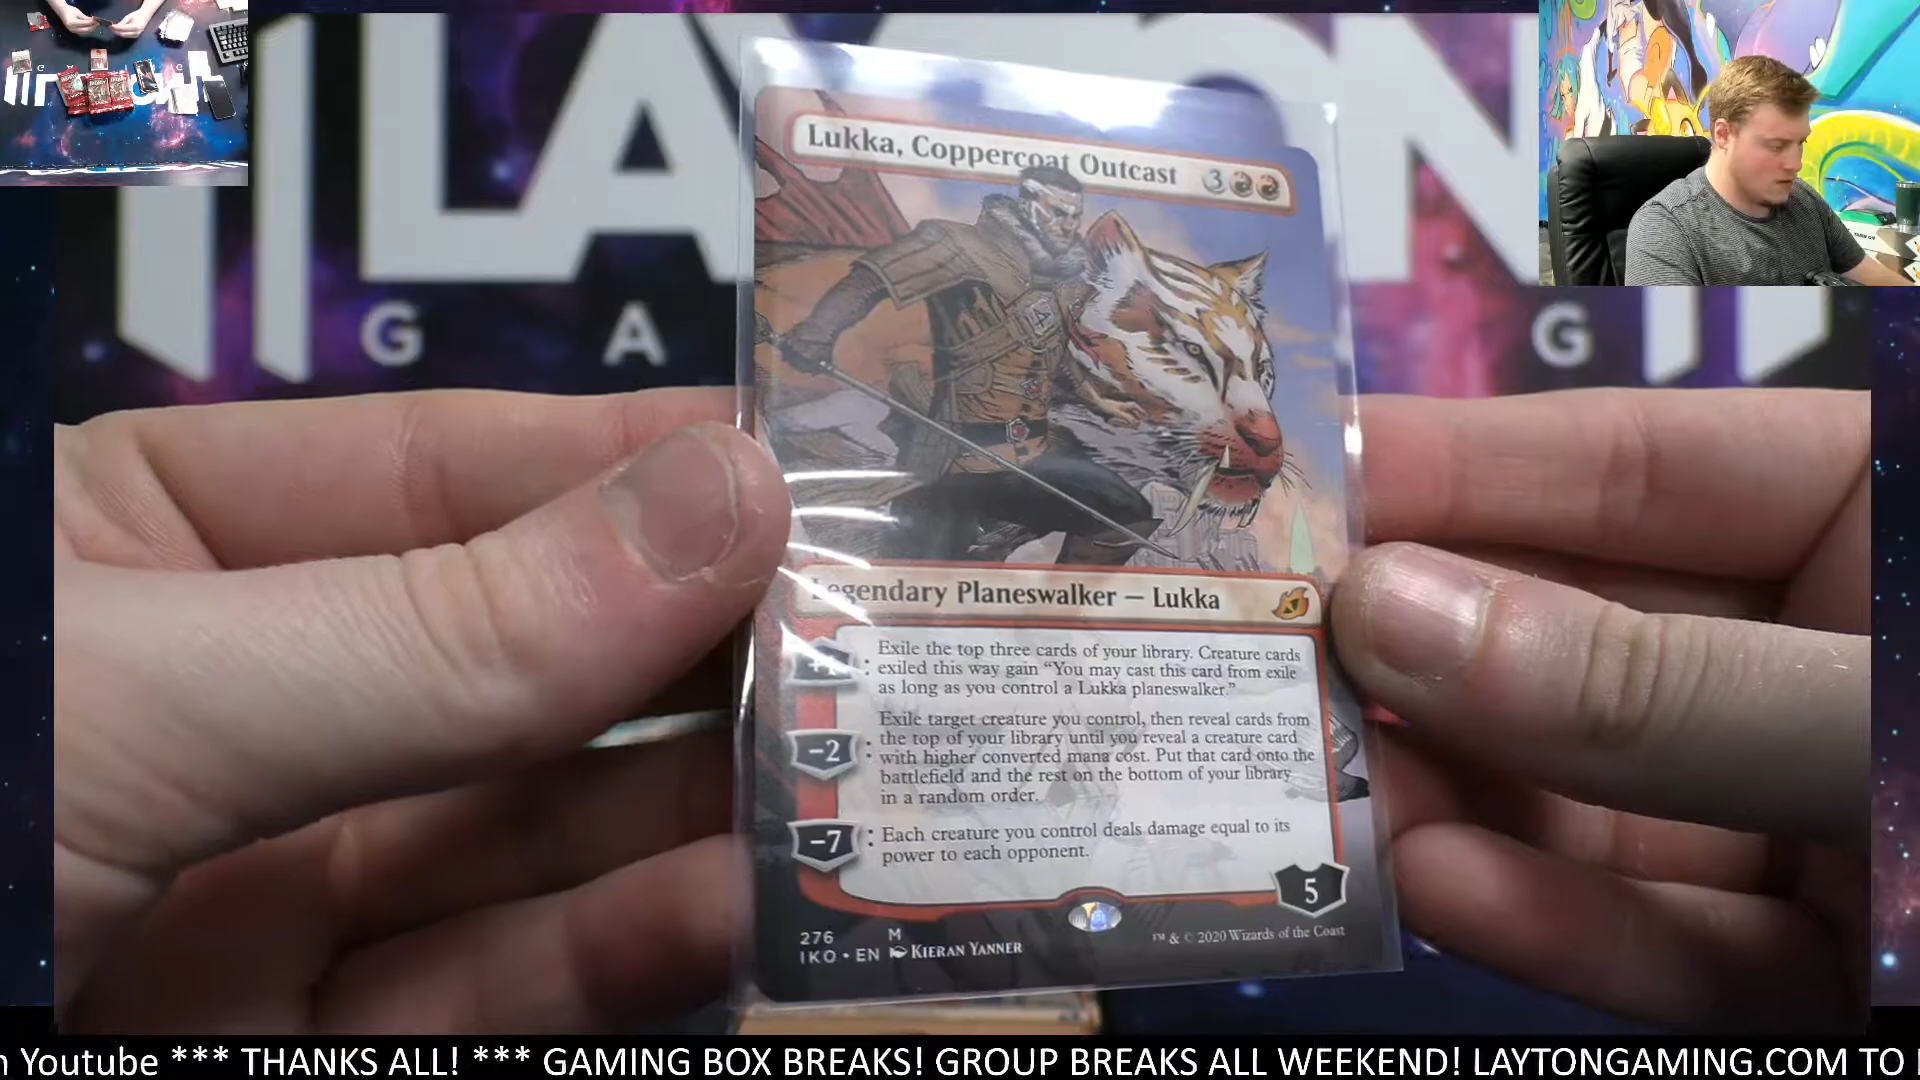 LAYTON
G A G
Lukka, Coppercoat Outcast 3
Legendary Planeswalker — Lukka
+1 : Exile the top three cards of your library. Creature cards
exiled this way gain “You may cast this card from exile
as long as you control a Lukka planeswalker.”
−2 : Exile target creature you control, then reveal cards from
the top of your library until you reveal a creature card
with higher converted mana cost. Put that card onto the
battlefield and the rest on the bottom of your library
in a random order.
−7 : Each creature you control deals damage equal to its
power to each opponent.
5
276 M
IKO • EN KIERAN YANNER
™ & © 2020 Wizards of the Coast
n Youtube *** THANKS ALL! *** GAMING BOX BREAKS! GROUP BREAKS ALL WEEKEND! LAYTONGAMING.COM TO